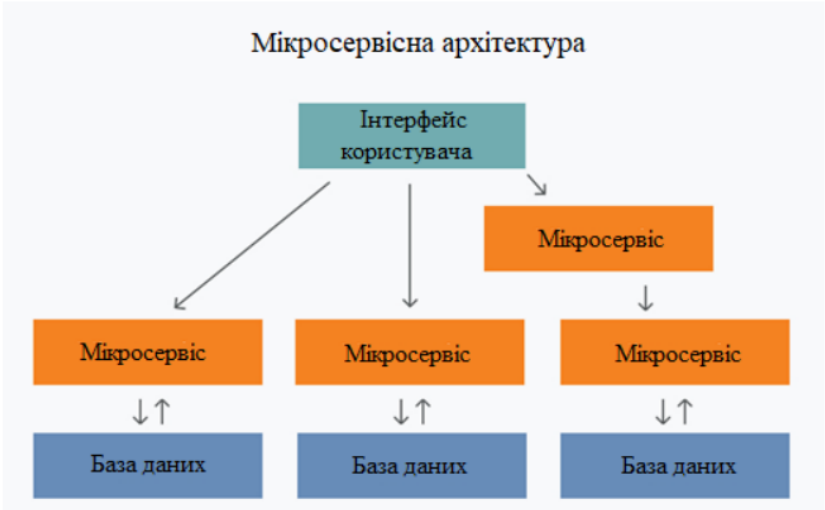 Мікросервісна архітектура
Інтерфейс
користувача
Мікросервіс
Мікросервіс
Мікросервіс
Мікросервіс
База даних
База даних
База даних